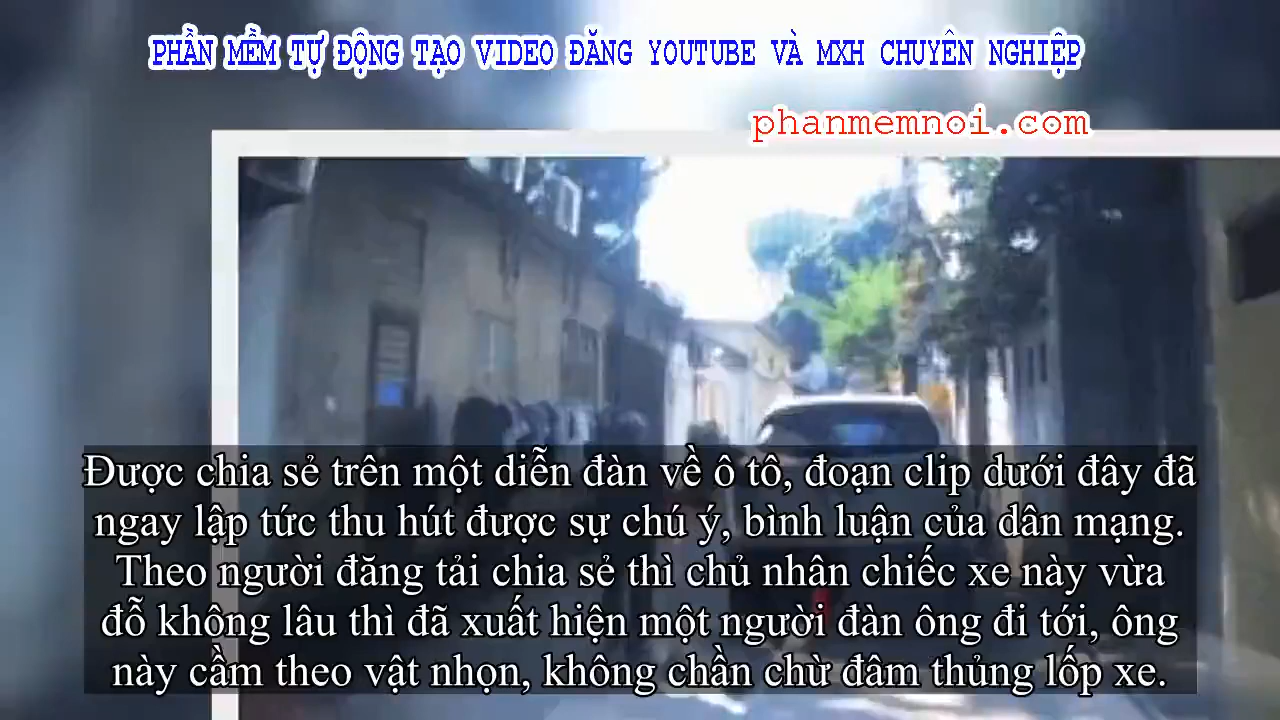 PHẦN MỀM TỰ ĐỘNG TẠO VIDEO ĐĂNG YOUTUBE VÀ MXH CHUYÊN NGHIỆP
phanmemnoi.com
Được chia sẻ trên một diễn đàn về ô tô, đoạn clip dưới đây đã
ngay lập tức thu hút được sự chú ý, bình luận của dân mạng.
Theo người đăng tải chia sẻ thì chủ nhân chiếc xe này vừa
đỗ không lâu thì đã xuất hiện một người đàn ông đi tới, ông
này cầm theo vật nhọn, không chần chừ đâm thủng lốp xe.